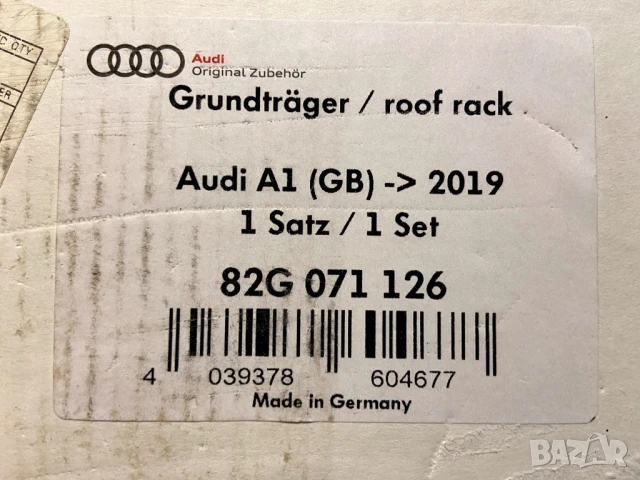 C QTY
Audi
Original Zubehör
Grundträger / roof rack
Audi A1 (GB) -> 2019
1 Satz / 1 Set
82G 071 126
4 039378 604677
Made in Germany
BAZAR